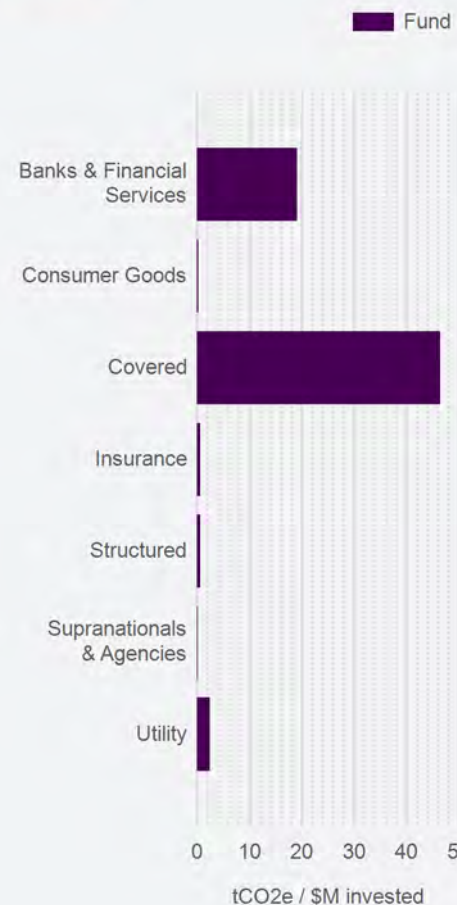 Fund
Banks & Financial
Services
Consumer Goods
Covered
Insurance
Structured
Supranationals
& Agencies
Utility
0 10 20 30 40
tCO2e / $M invested